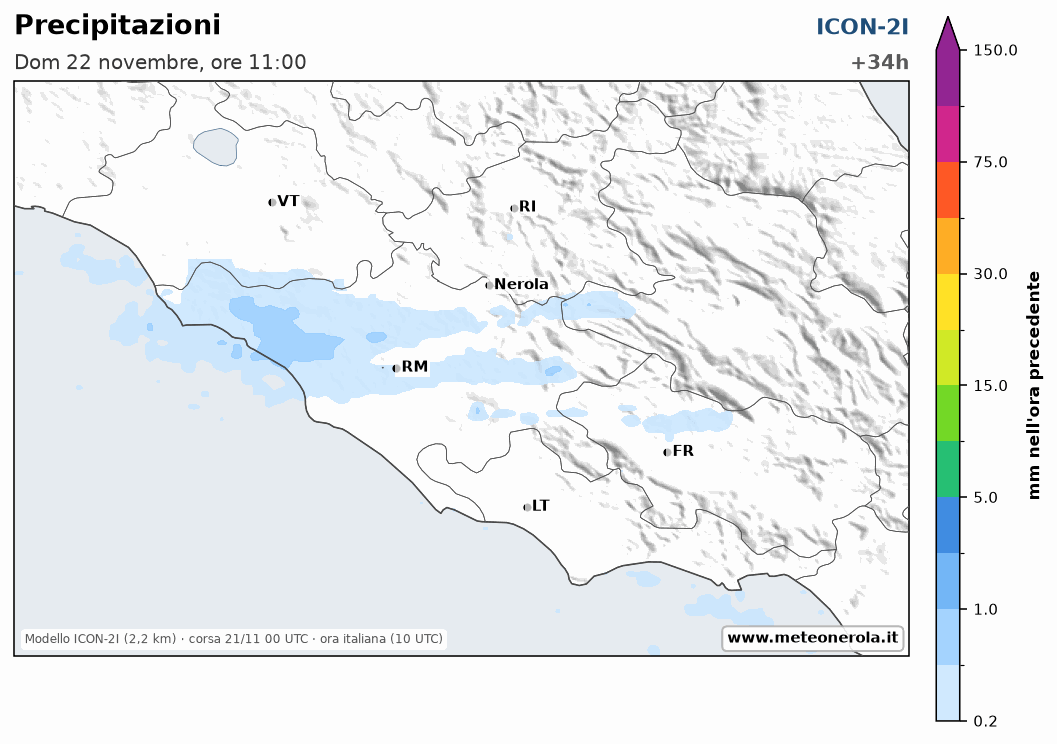 Precipitazioni
ICON-2I
Dom 22 novembre, ore 11:00
+34h
150.0
75.0
30.0
15.0
5.0
1.0
0.2
mm nell'ora precedente
VT
RI
Nerola
RM
FR
LT
Modello ICON-2I (2,2 km) · corsa 21/11 00 UTC · ora italiana (10 UTC)
www.meteonerola.it